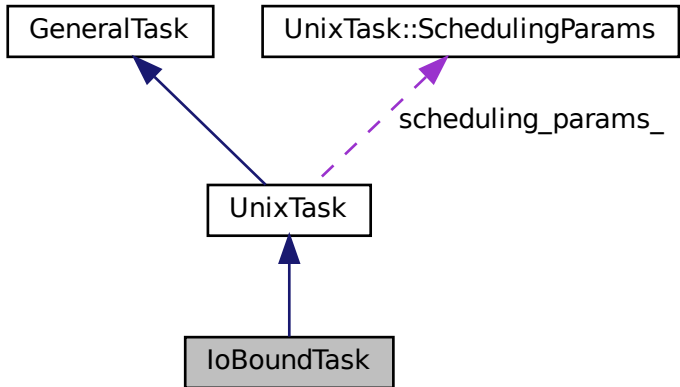 GeneralTask
UnixTask::SchedulingParams
scheduling_params_
UnixTask
IoBoundTask